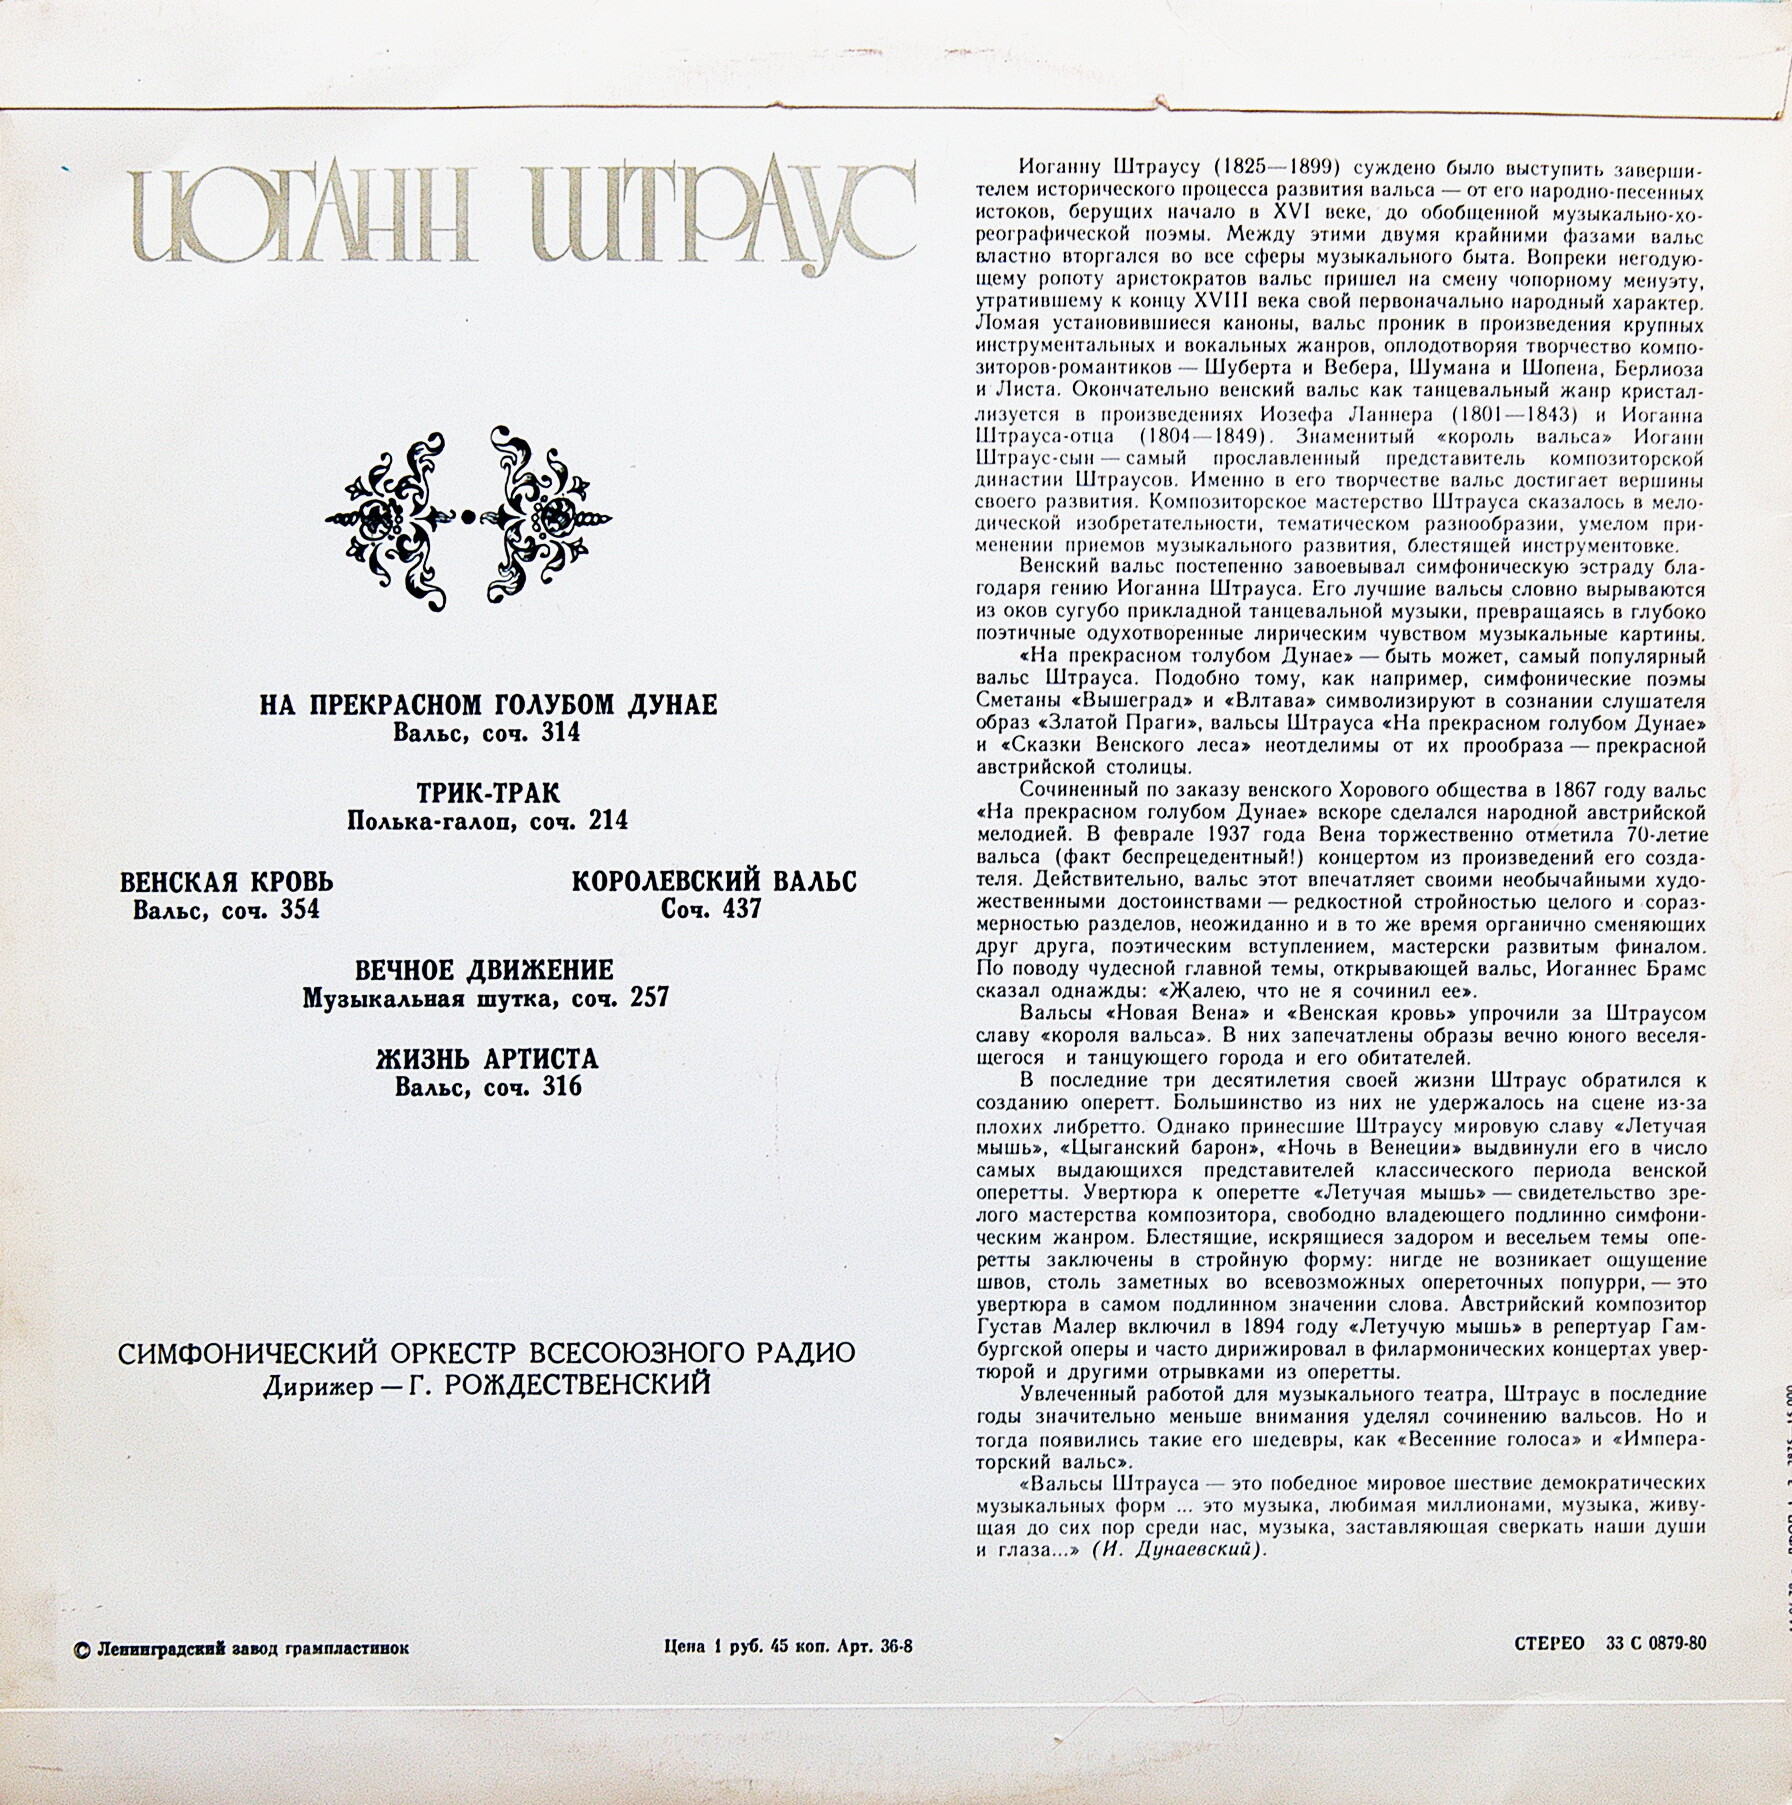 ИОГАНН ШТРАУС
НА ПРЕКРАСНОМ ГОЛУБОМ ДУНАЕ
Вальс, соч. 314
ТРИК-ТРАК
Полька-галоп, соч. 214
ВЕНСКАЯ КРОВЬ
Вальс, соч. 354
КОРОЛЕВСКИЙ ВАЛЬС
Соч. 437
ВЕЧНОЕ ДВИЖЕНИЕ
Музыкальная шутка, соч. 257
ЖИЗНЬ АРТИСТА
Вальс, соч. 316
СИМФОНИЧЕСКИЙ ОРКЕСТР ВСЕСОЮЗНОГО РАДИО
Дирижер — Г. РОЖДЕСТВЕНСКИЙ
Иоганну Штраусу (1825—1899) суждено было выступить заверши-
телем исторического процесса развития вальса — от его народно-песенных
истоков, берущих начало в XVI веке, до обобщенной музыкально-хо-
реографической поэмы. Между этими двумя крайними фазами вальс
властно вторгался во все сферы музыкального быта. Вопреки негодую-
щему ропоту аристократов вальс пришел на смену чопорному менуэту,
утратившему к концу XVIII века свой первоначально народный характер.
Ломая установившиеся каноны, вальс проник в произведения крупных
инструментальных и вокальных жанров, оплодотворяя творчество компо-
зиторов-романтиков — Шуберта и Вебера, Шумана и Шопена, Берлиоза
и Листа. Окончательно венский вальс как танцевальный жанр кристал-
лизуется в произведениях Иозефа Ланнера (1801—1843) и Иоганна
Штрауса-отца (1804—1849). Знаменитый «король вальса» Иоганн
Штраус-сын — самый прославленный представитель композиторской
династии Штраусов. Именно в его творчестве вальс достигает вершины
своего развития. Композиторское мастерство Штрауса сказалось в мело-
дической изобретательности, тематическом разнообразии, умелом при-
менении приемов музыкального развития, блестящей инструментовке.
Венский вальс постепенно завоевывал симфоническую эстраду бла-
годаря гению Иоганна Штрауса. Его лучшие вальсы словно вырываются
из оков сугубо прикладной танцевальной музыки, превращаясь в глубоко
поэтичные одухотворенные лирическим чувством музыкальные картины.
«На прекрасном голубом Дунае» — быть может, самый популярный
вальс Штрауса. Подобно тому, как например, симфонические поэмы
Сметаны «Вышеград» и «Влтава» символизируют в сознании слушателя
образ «Златой Праги», вальсы Штрауса «На прекрасном голубом Дунае»
и «Сказки Венского леса» неотделимы от их прообраза — прекрасной
австрийской столицы.
Сочиненный по заказу венского Хорового общества в 1867 году вальс
«На прекрасном голубом Дунае» вскоре сделался народной австрийской
мелодией. В феврале 1937 года Вена торжественно отметила 70-летие
вальса (факт беспрецедентный!) концертом из произведений его созда-
теля. Действительно, вальс этот впечатляет своими необычайными худо-
жественными достоинствами — редкостной стройностью целого и сораз-
мерностью разделов, неожиданно и в то же время органично сменяющих
друг друга, поэтическим вступлением, мастерски развитым финалом.
По поводу чудесной главной темы, открывающей вальс, Иоганнес Брамс
сказал однажды: «Жалею, что не я сочинил ее».
Вальсы «Новая Вена» и «Венская кровь» упрочили за Штраусом
славу «короля вальса». В них запечатлены образы вечно юного веселя-
щегося и танцующего города и его обитателей.
В последние три десятилетия своей жизни Штраус обратился к
созданию оперетт. Большинство из них не удержалось на сцене из-за
плохих либретто. Однако принесшие Штраусу мировую славу «Летучая
мышь», «Цыганский барон», «Ночь в Венеции» выдвинули его в число
самых выдающихся представителей классического периода венской
оперетты. Увертюра к оперетте «Летучая мышь» — свидетельство зре-
лого мастерства композитора, свободно владеющего подлинно симфони-
ческим жанром. Блестящие, искрящиеся задором и весельем темы опе-
ретты заключены в стройную форму: нигде не возникает ощущение
швов, столь заметных во всевозможных опереточных попурри, — это
увертюра в самом подлинном значении слова. Австрийский композитор
Густав Малер включил в 1894 году «Летучую мышь» в репертуар Гам-
бургской оперы и часто дирижировал в филармонических концертах увер-
тюрой и другими отрывками из оперетты.
Увлеченный работой для музыкального театра, Штраус в последние
годы значительно меньше внимания уделял сочинению вальсов. Но и
тогда появились такие его шедевры, как «Весенние голоса» и «Импера-
торский вальс».
«Вальсы Штрауса — это победное мировое шествие демократических
музыкальных форм ... это музыка, любимая миллионами, музыка, живу-
щая до сих пор среди нас, музыка, заставляющая сверкать наши души
и глаза...» (И. Дунаевский).
© Ленинградский завод грампластинок
Цена 1 руб. 45 коп. Арт. 36-8
СТЕРЕО 33 С 0879-80